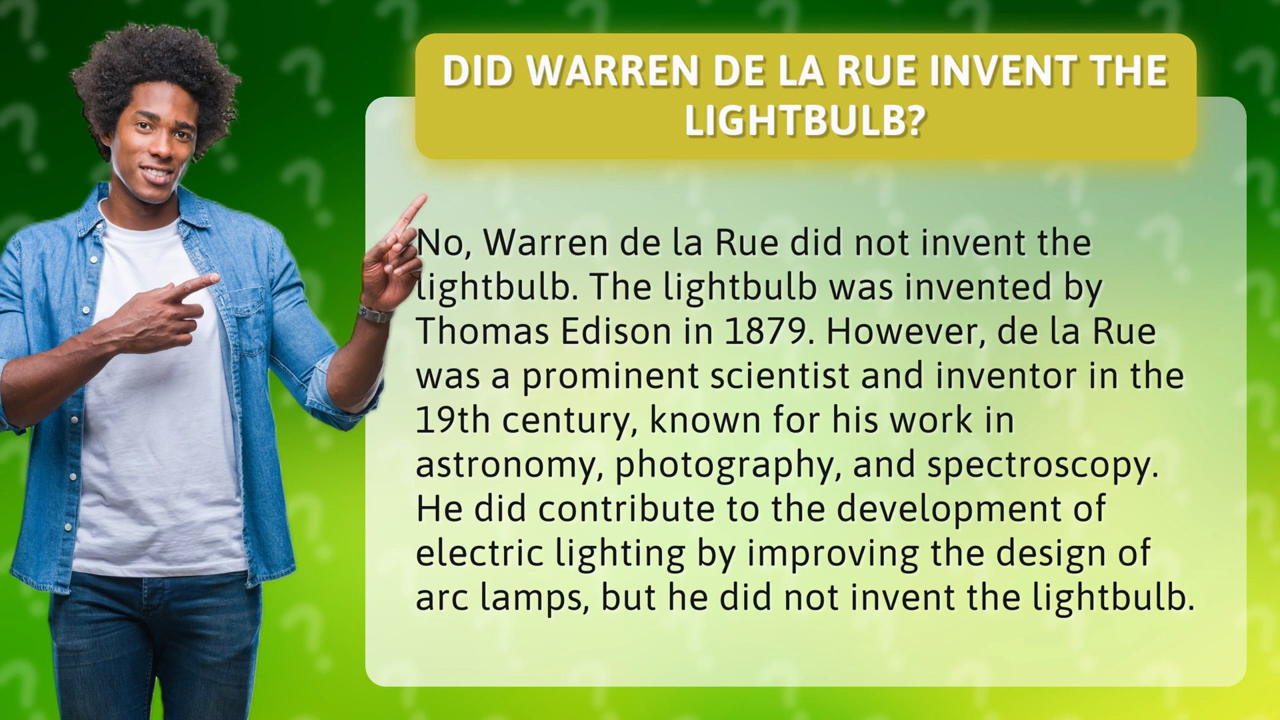 DID WARREN DE LA RUE INVENT THE
LIGHTBULB?
No, Warren de la Rue did not invent the
lightbulb. The lightbulb was invented by
Thomas Edison in 1879. However, de la Rue
was a prominent scientist and inventor in the
19th century, known for his work in
astronomy, photography, and spectroscopy.
He did contribute to the development of
electric lighting by improving the design of
arc lamps, but he did not invent the lightbulb.